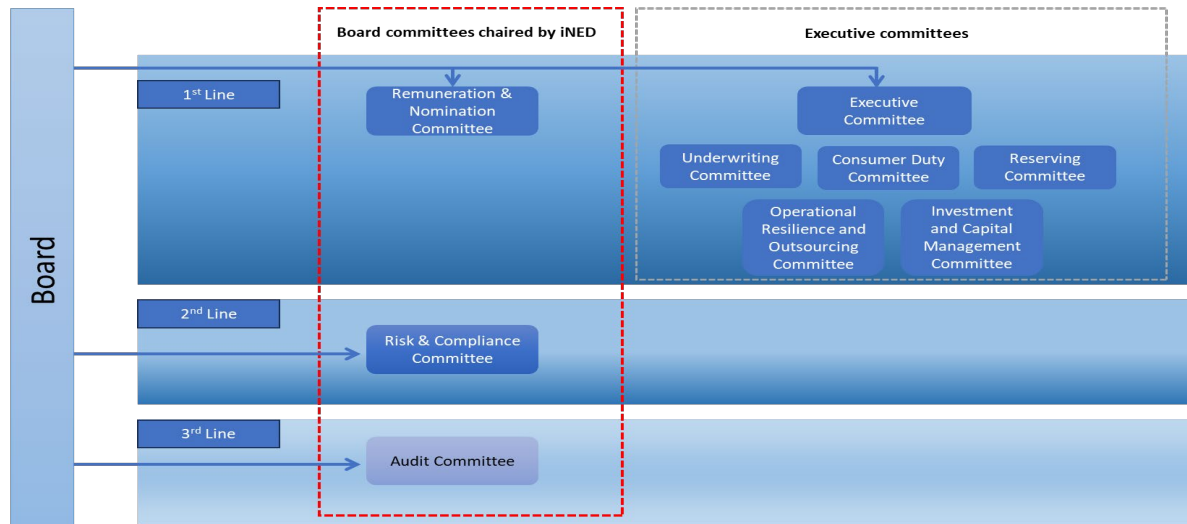 Board
Board committees chaired by iNED
Executive committees
1st Line
Remuneration &
Nomination
Committee
Executive
Committee
Underwriting
Committee
Consumer Duty
Committee
Reserving
Committee
Operational
Resilience and
Outsourcing
Committee
Investment
and Capital
Management
Committee
2nd Line
Risk & Compliance
Committee
3rd Line
Audit Committee